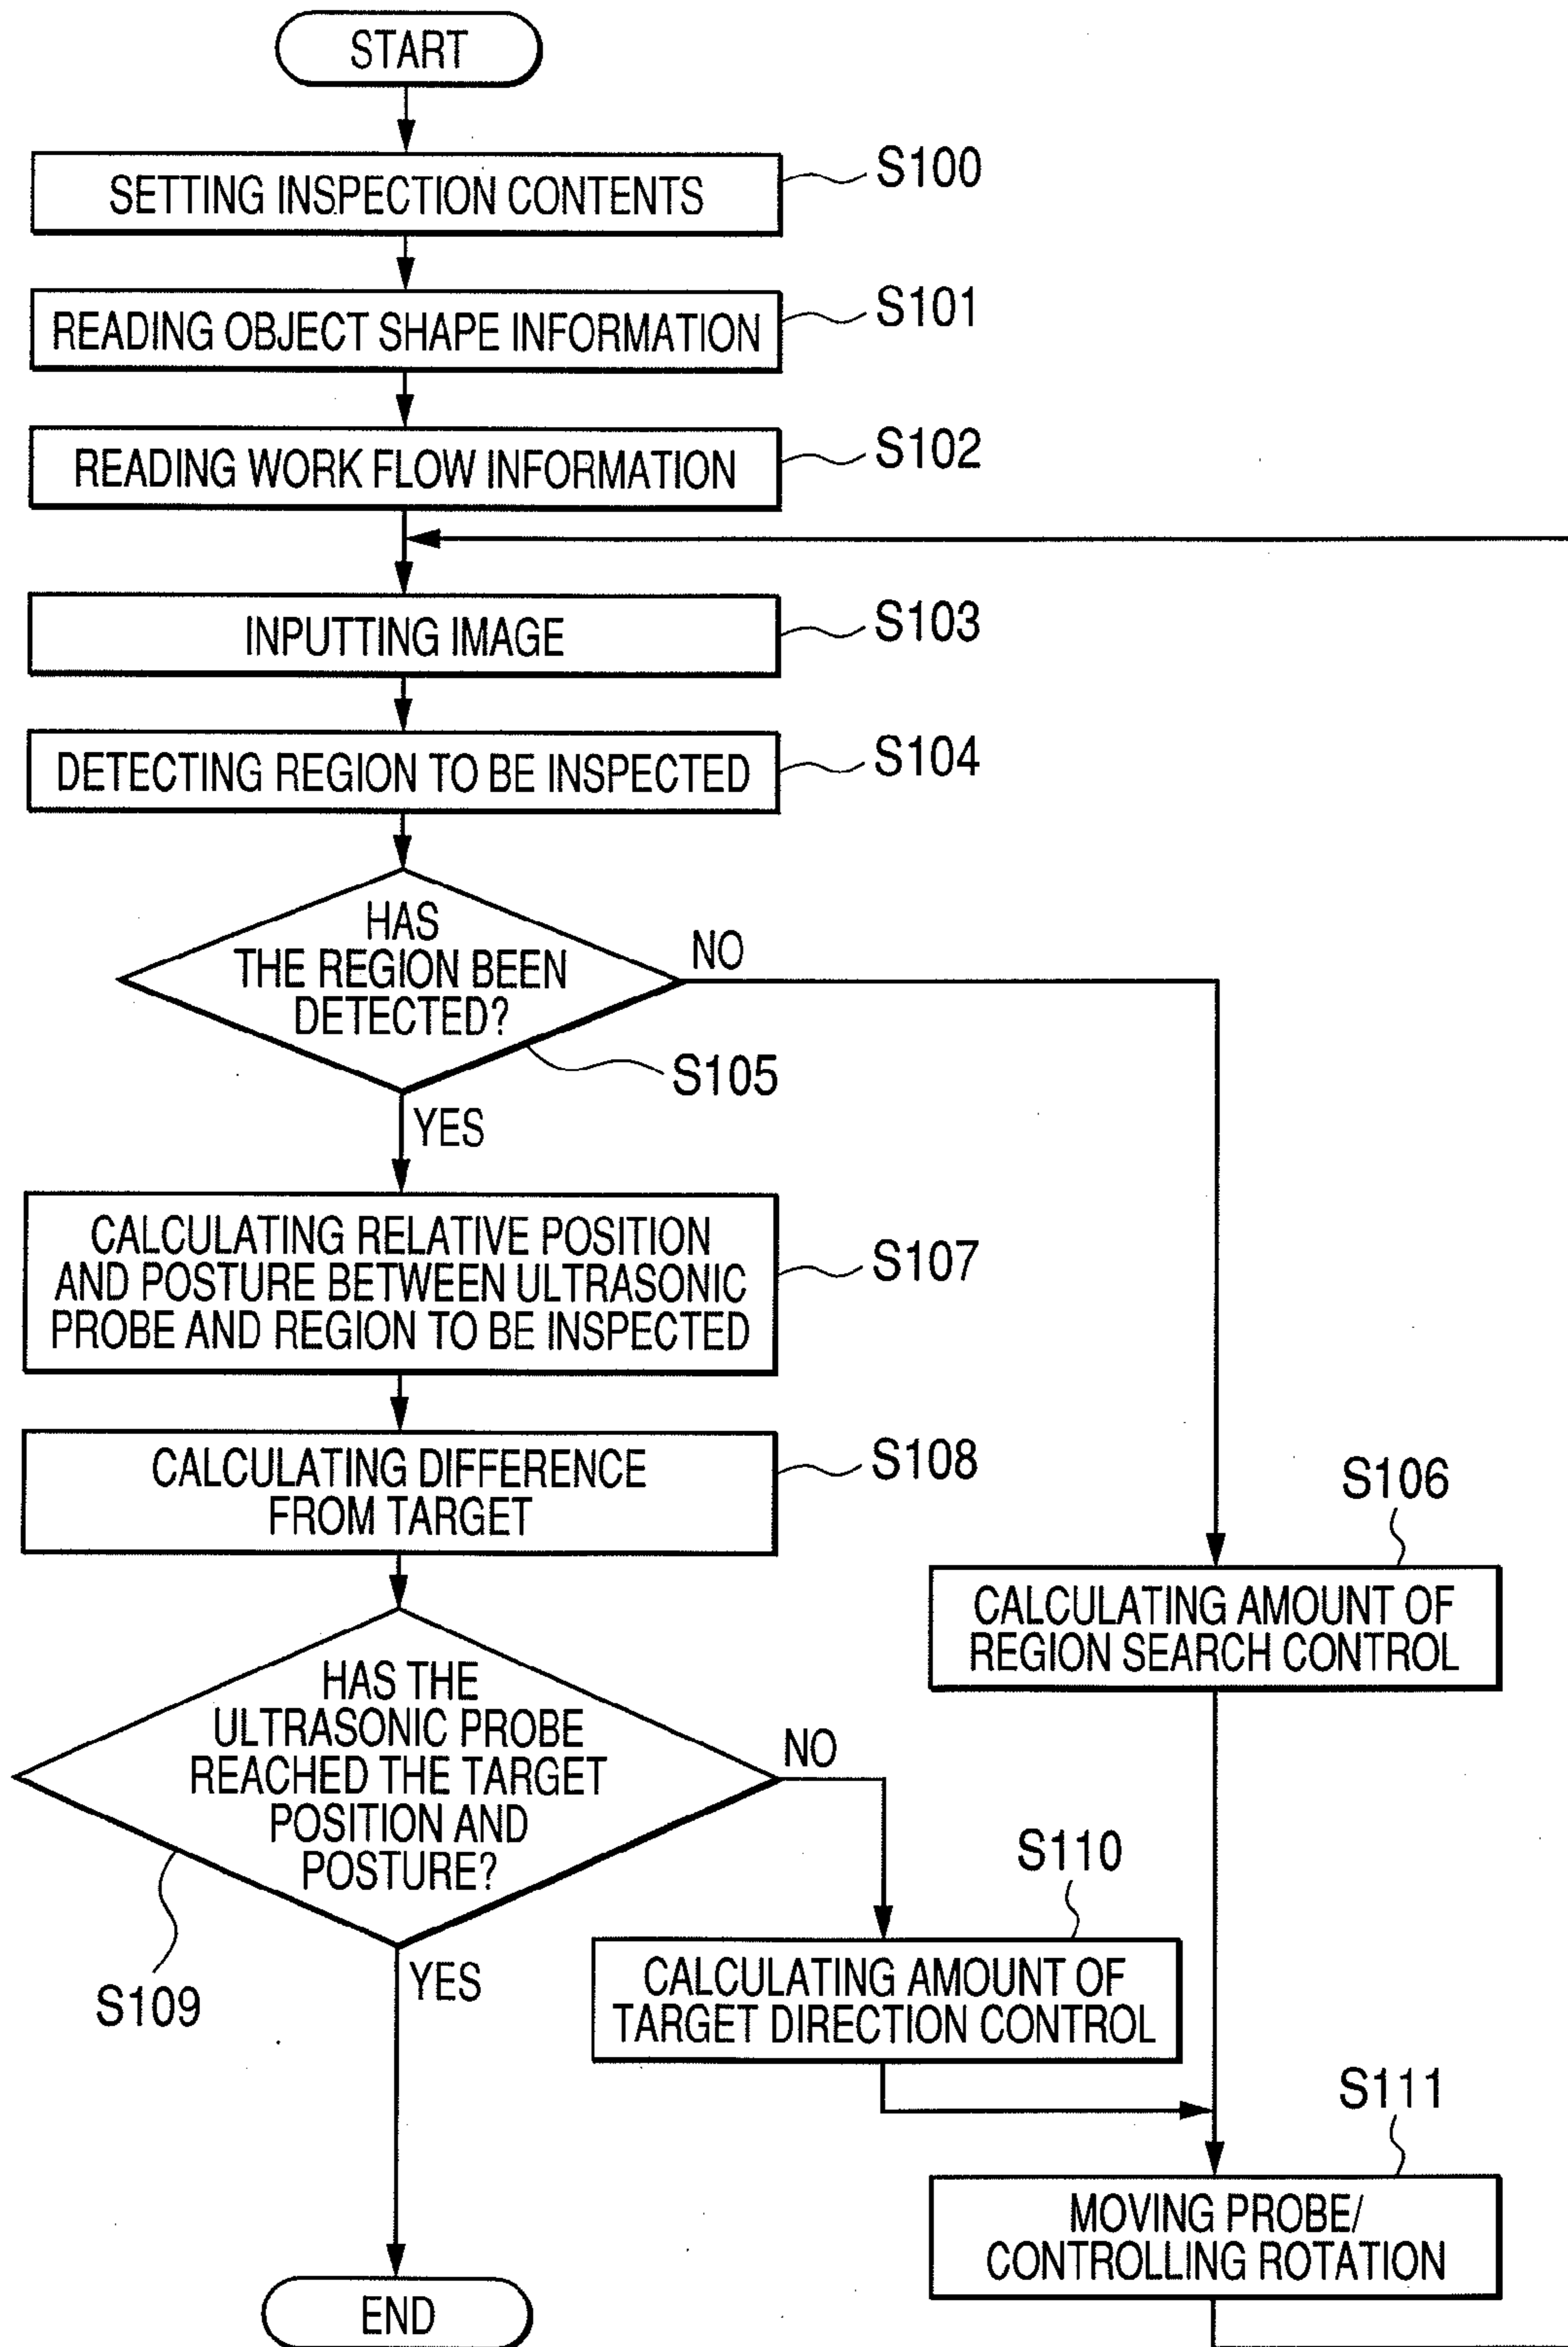 START
SETTING INSPECTION CONTENTS
S100
READING OBJECT SHAPE INFORMATION
S101
READING WORK FLOW INFORMATION
S102
INPUTTING IMAGE
S103
DETECTING REGION TO BE INSPECTED
S104
HAS
THE REGION BEEN
DETECTED?
NO
S105
YES
CALCULATING RELATIVE POSITION
AND POSTURE BETWEEN ULTRASONIC
PROBE AND REGION TO BE INSPECTED
S107
CALCULATING DIFFERENCE
FROM TARGET
S108
S106
CALCULATING AMOUNT OF
REGION SEARCH CONTROL
HAS THE
ULTRASONIC PROBE
REACHED THE TARGET
POSITION AND
POSTURE?
NO
S109
YES
S110
CALCULATING AMOUNT OF
TARGET DIRECTION CONTROL
S111
MOVING PROBE/
CONTROLLING ROTATION
END